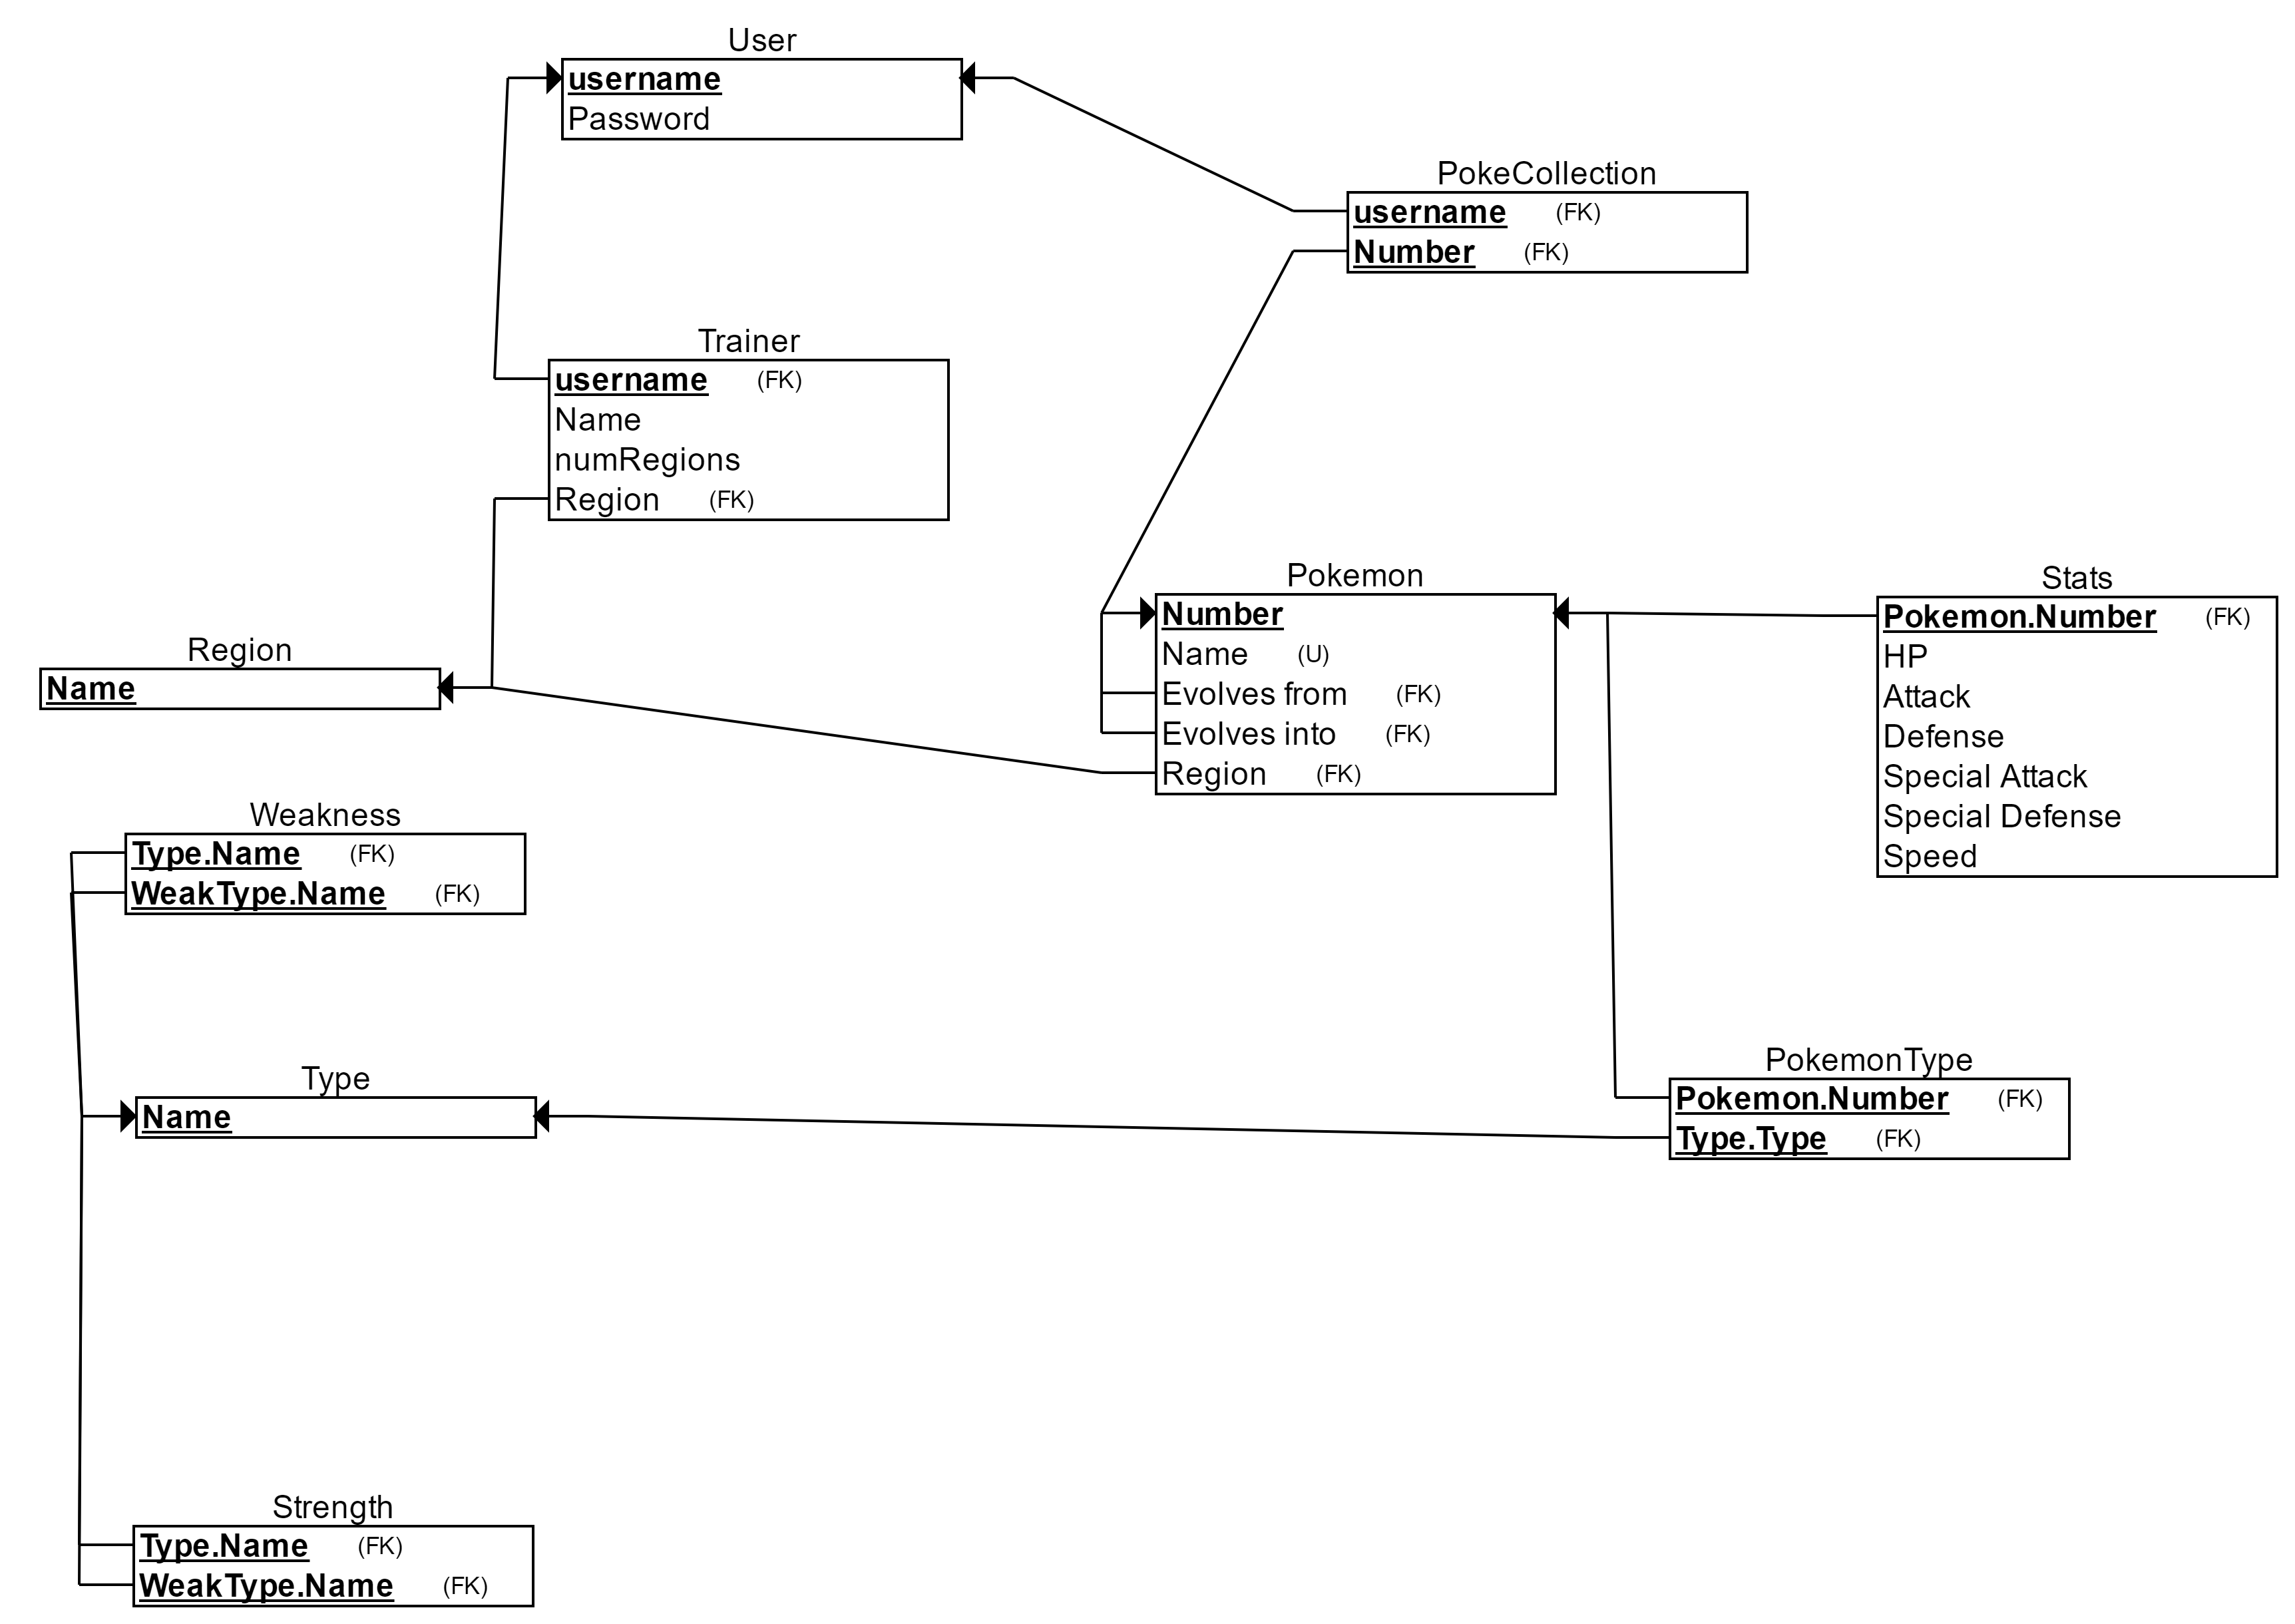 User
username
Password
PokeCollection
username (FK)
Number (FK)
Trainer
username (FK)
Name
numRegions
Region (FK)
Pokemon
Number
Name (U)
Evolves from (FK)
Evolves into (FK)
Region (FK)
Stats
Pokemon.Number (FK)
HP
Attack
Defense
Special Attack
Special Defense
Speed
Region
Name
Weakness
Type.Name (FK)
WeakType.Name (FK)
Type
Name
PokemonType
Pokemon.Number (FK)
Type.Type (FK)
Strength
Type.Name (FK)
WeakType.Name (FK)